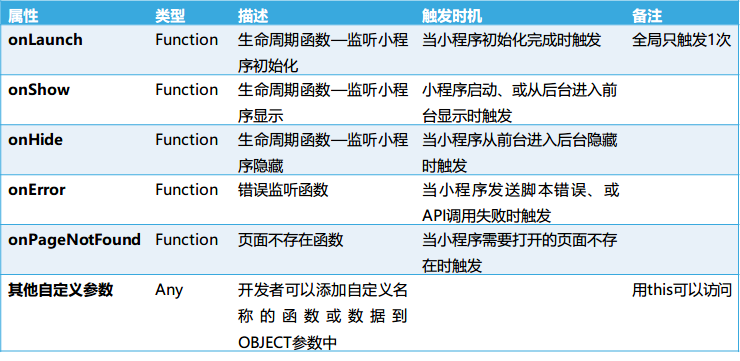 属性 类型 描述 触发时机 备注
onLaunch Function 生命周期函数—监听小程 当小程序初始化完成时触发 全局只触发1次
序初始化
onShow Function 生命周期函数—监听小程 小程序启动、或从后台进入前
序显示 台显示时触发
onHide Function 生命周期函数—监听小程 当小程序从前台进入后台隐藏
序隐藏 时触发
onError Function 错误监听函数 当小程序发送脚本错误、或
API调用失败时触发
onPageNotFound Function 页面不存在函数 当小程序需要打开的页面不存
在时触发
其他自定义参数 Any 开发者可以添加自定义名 用this可以访问
称的函数或数据到
OBJECT参数中